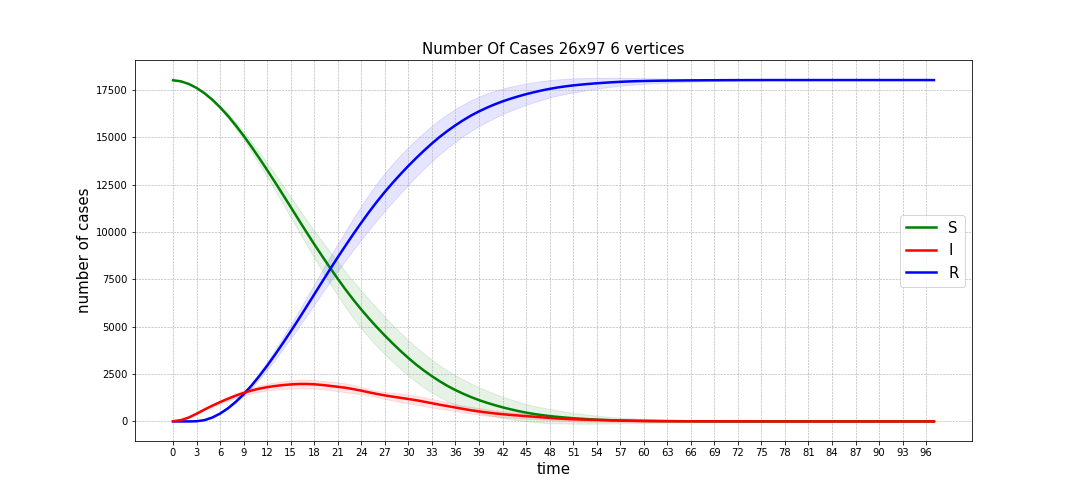 Number Of Cases 26x97 6 vertices
number of cases
17500
15000
12500
10000
7500
5000
2500
0
S
I
R
0 3 6 9 12 15 18 21 24 27 30 33 36 39 42 45 48 51 54 57 60 63 66 69 72 75 78 81 84 87 90 93 96
time